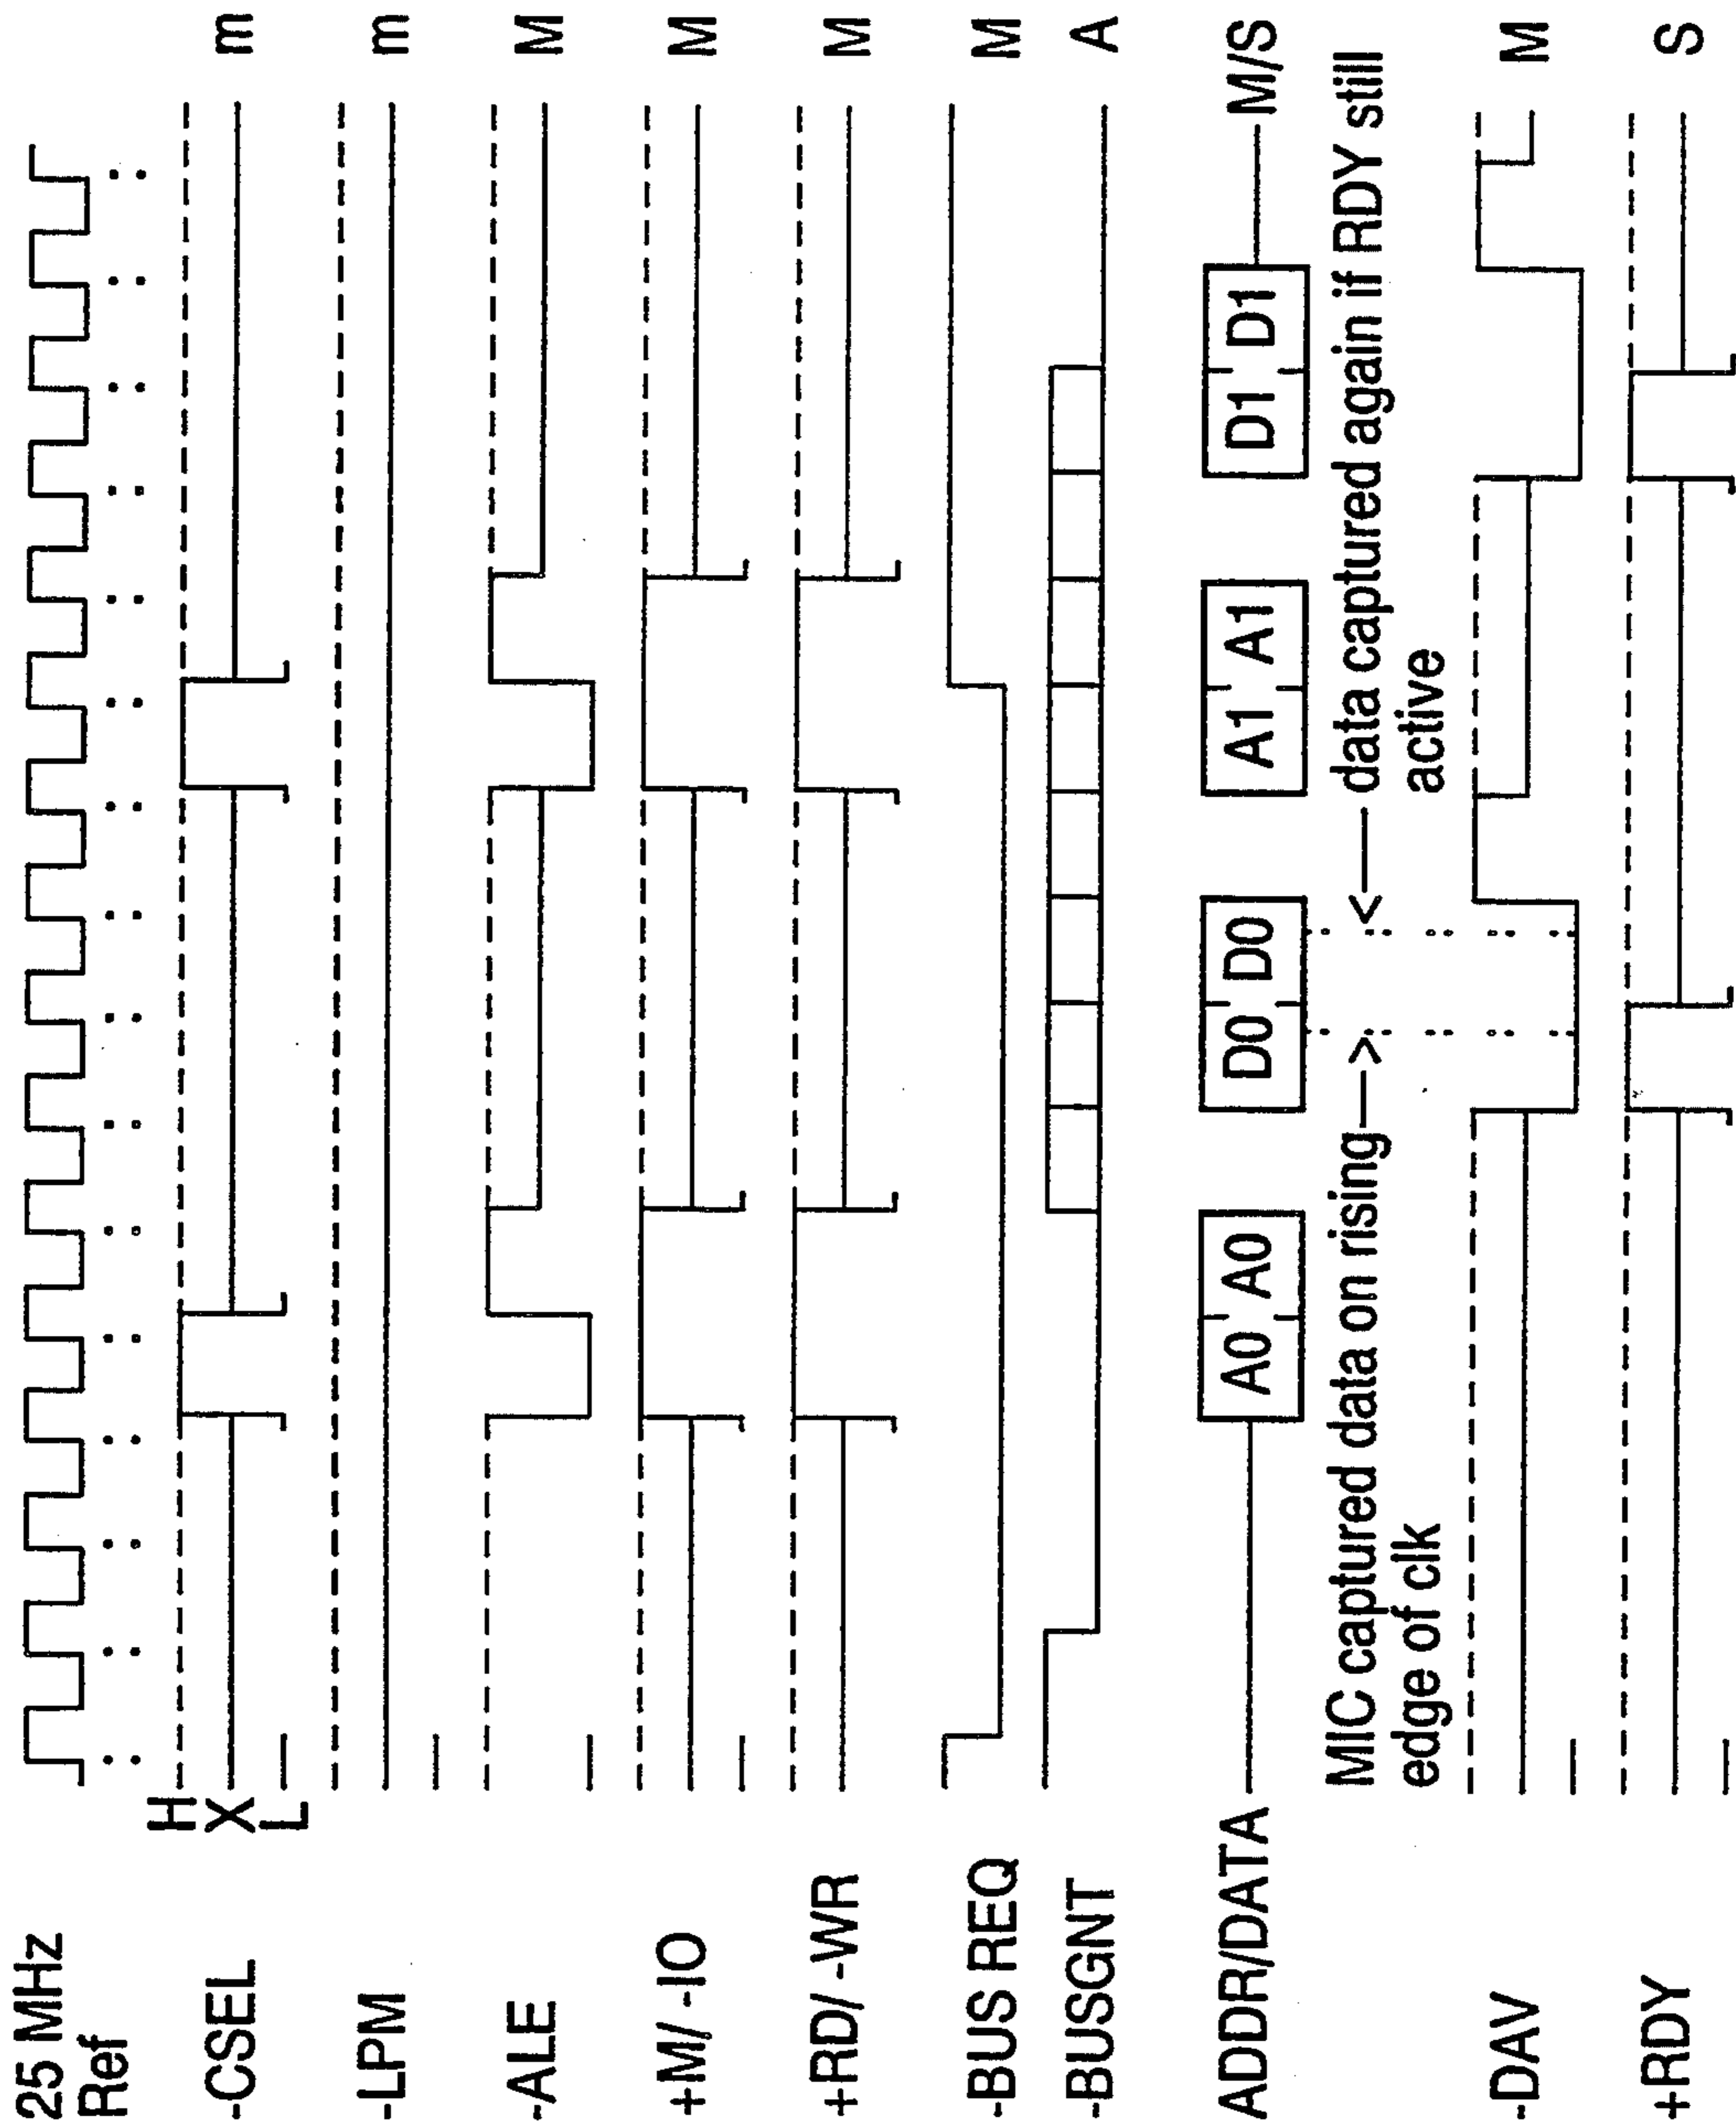 25 MHz
Ref
H
X
L
-CSEL
m
-LPM
m
-ALE
M
+M/ -IO
M
+RD/ -WR
M
-BUS REQ
M
-BUSGNT
A
ADDR/DATA
A0 A0
D0 D0
A1 A1
D1 D1
M/S
MIC captured data on rising—>
edge of clk
<— data captured again if RDY still
active
-DAV
M
+RDY
S